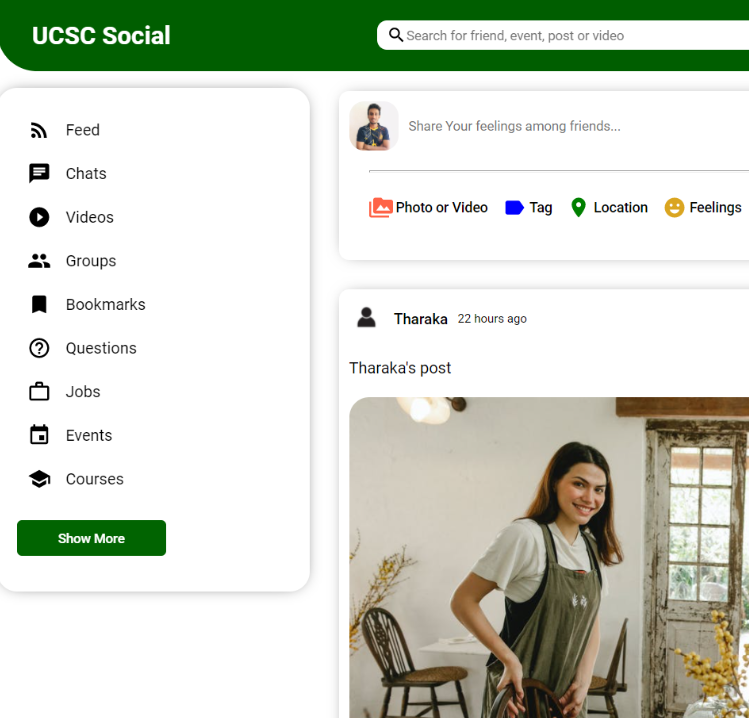 UCSC Social
Search for friend, event, post or video
Feed
Chats
Videos
Groups
Bookmarks
Questions
Jobs
Events
Courses
Show More
Share Your feelings among friends...
Photo or Video Tag Location Feelings
Tharaka 22 hours ago
Tharaka's post